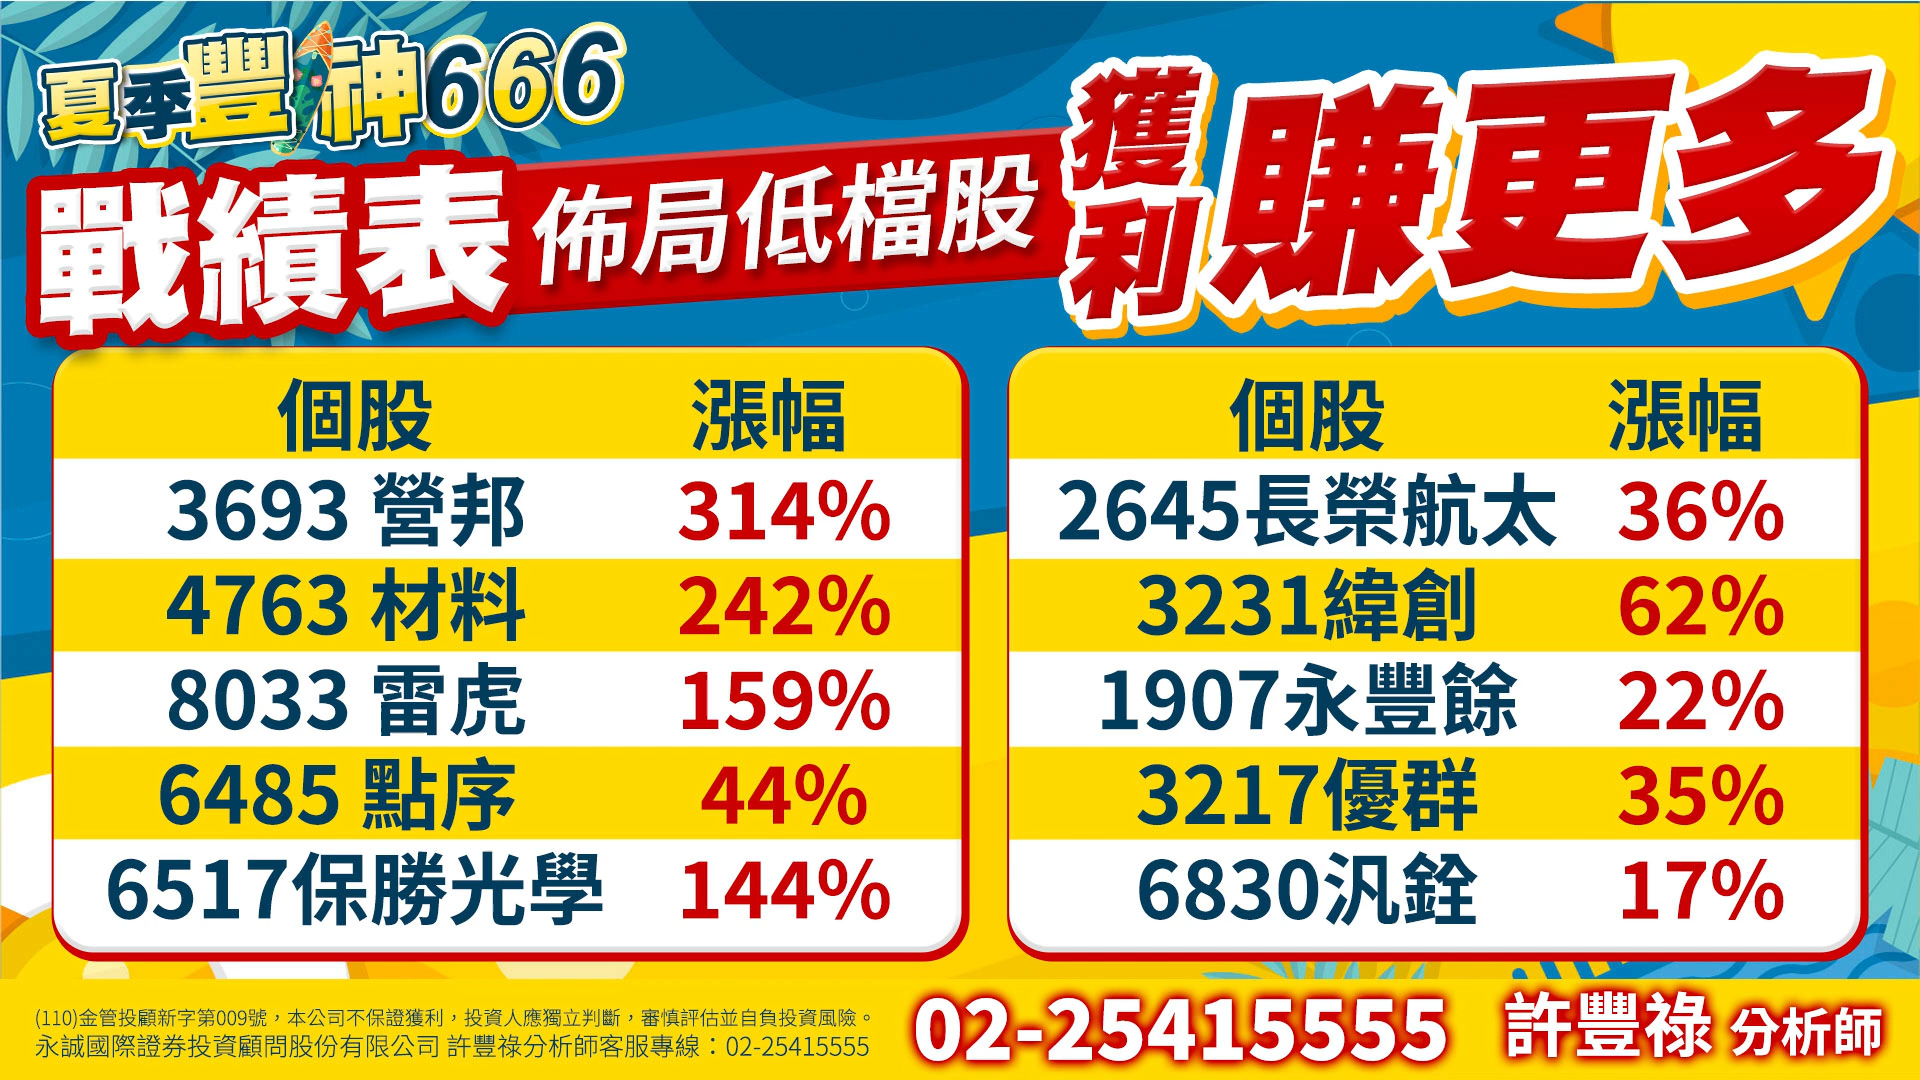 夏季豐神666
戰績表 佈局低檔股 獲利賺更多
個股 漲幅
3693 營邦 314%
4763 材料 242%
8033 雷虎 159%
6485 點序 44%
6517保勝光學 144%
個股 漲幅
2645長榮航太 36%
3231緯創 62%
1907永豐餘 22%
3217優群 35%
6830汎銓 17%
(110)金管投顧新字第009號，本公司不保證獲利，投資人應獨立判斷，審慎評估並自負投資風險。
永誠國際證券投資顧問股份有限公司 許豐祿分析師客服專線：02-25415555
02-25415555 許豐祿 分析師